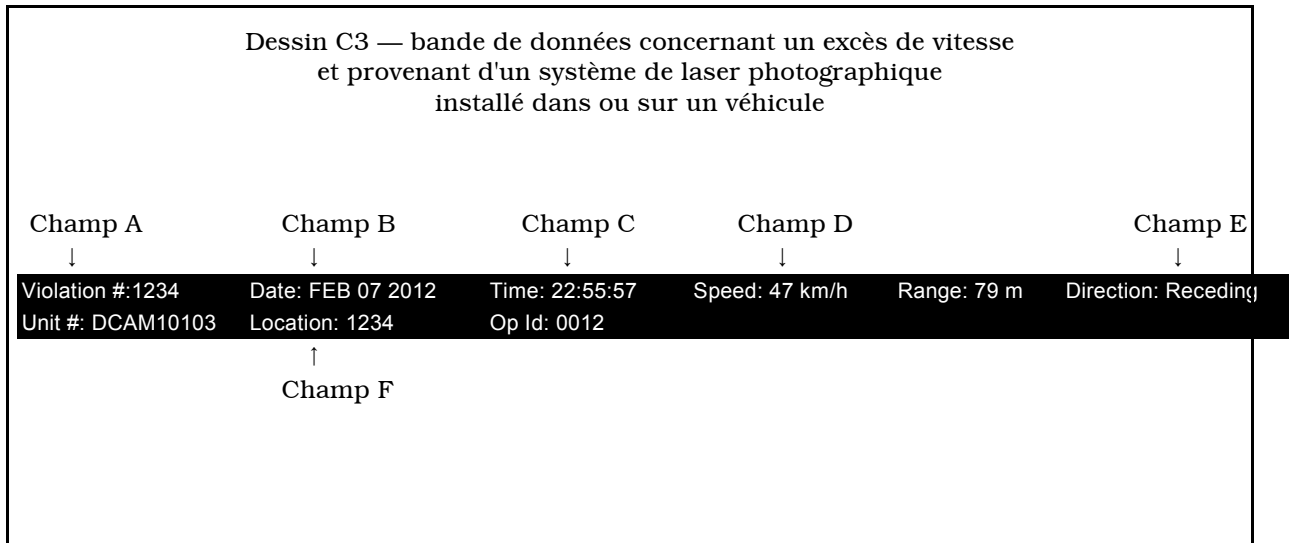 Dessin C3 — bande de données concernant un excès de vitesse
et provenant d'un système de laser photographique
installé dans ou sur un véhicule
Champ A Champ B Champ C Champ D Champ E
↓ ↓ ↓ ↓ ↓
Violation #:1234 Date: FEB 07 2012 Time: 22:55:57 Speed: 47 km/h Range: 79 m Direction: Receding
Unit #: DCAM10103 Location: 1234 Op Id: 0012
↑
Champ F